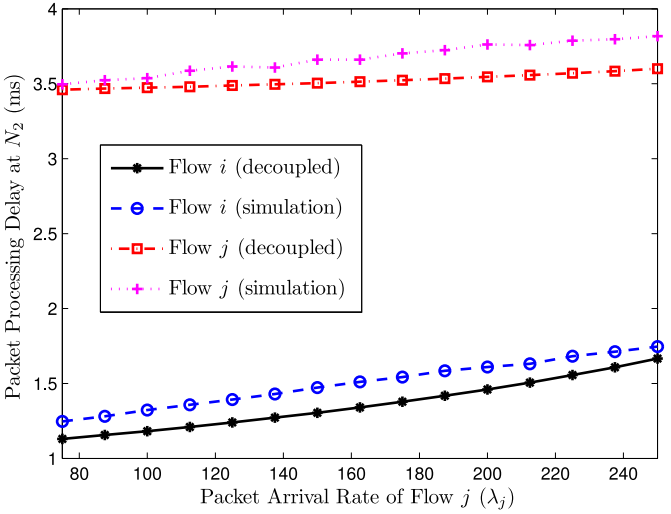 4
3.5
3
2.5
2
1.5
1
Packet Processing Delay at N₂ (ms)
Flow i (decoupled)
Flow i (simulation)
Flow j (decoupled)
Flow j (simulation)
80 100 120 140 160 180 200 220 240
Packet Arrival Rate of Flow j (λⱼ)